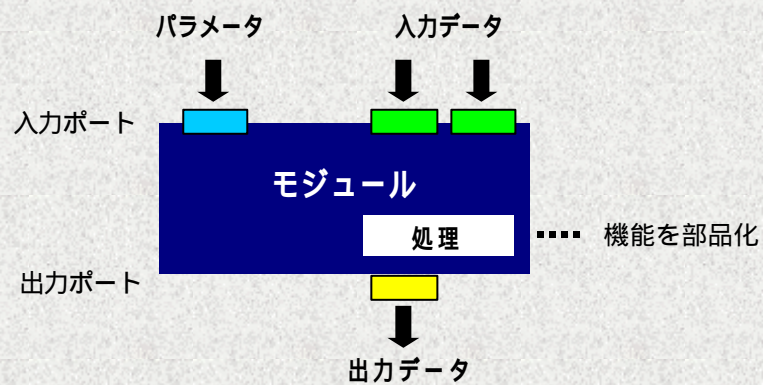 パラメータ
入力データ
入力ポート
モジュール
処理
機能を部品化
出力ポート
出力データ